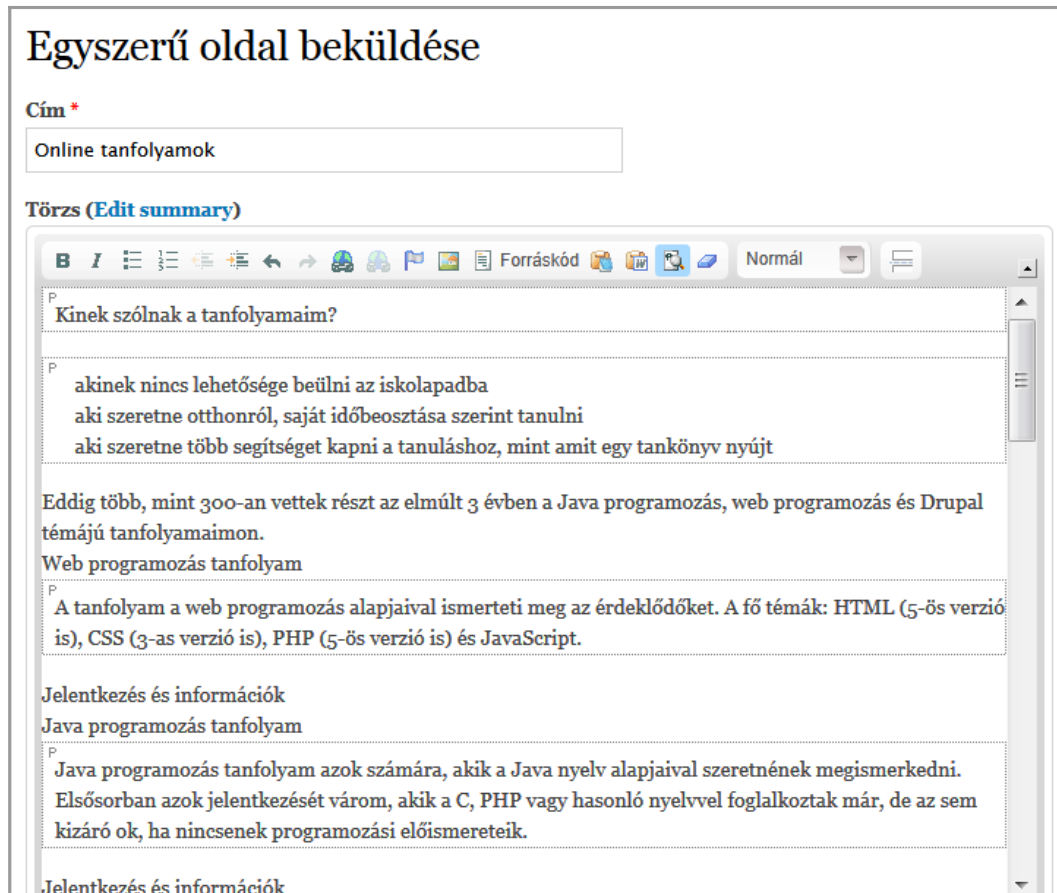 Egyszerű oldal beküldése
Cím *
Online tanfolyamok
Törzs (Edit summary)
B I Forráskód Normál
P
Kinek szólnak a tanfolyamaim?
P
akinek nincs lehetősége beülni az iskolapadba
aki szeretne otthonról, saját időbeosztása szerint tanulni
aki szeretne több segítséget kapni a tanuláshoz, mint amit egy tankönyv nyújt
Eddig több, mint 300-an vettek részt az elmúlt 3 évben a Java programozás, web programozás és Drupal
témájú tanfolyamaimon.
Web programozás tanfolyam
P
A tanfolyam a web programozás alapjaival ismerteti meg az érdeklődőket. A fő témák: HTML (5-ös verzió
is), CSS (3-as verzió is), PHP (5-ös verzió is) és JavaScript.
Jelentkezés és információk
Java programozás tanfolyam
P
Java programozás tanfolyam azok számára, akik a Java nyelv alapjaival szeretnének megismerkedni.
Elsősorban azok jelentkezését várom, akik a C, PHP vagy hasonló nyelvvel foglalkoztak már, de az sem
kizáró ok, ha nincsenek programozási előismereteik.
Jelentkezés és információk